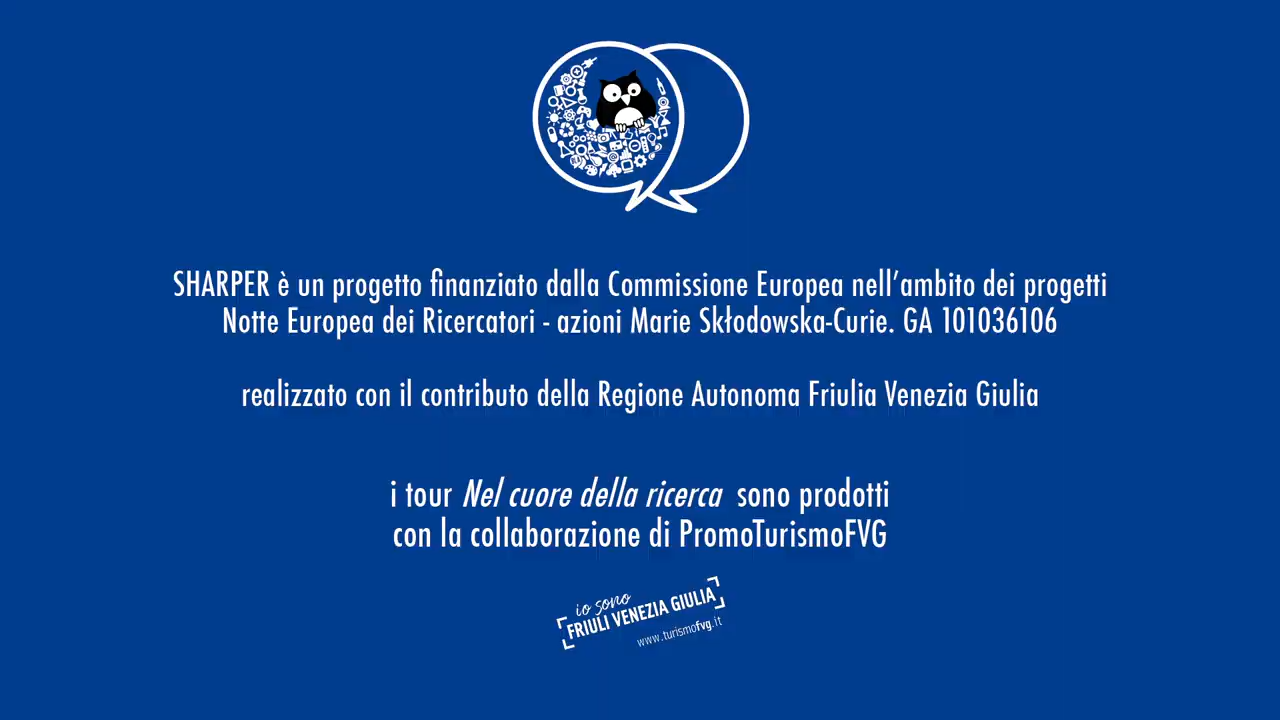 SHARPER è un progetto finanziato dalla Commissione Europea nell’ambito dei progetti
Notte Europea dei Ricercatori - azioni Marie Skłodowska-Curie. GA 101036106
realizzato con il contributo della Regione Autonoma Friulia Venezia Giulia
i tour Nel cuore della ricerca sono prodotti
con la collaborazione di PromoTurismoFVG
io sono
FRIULI VENEZIA GIULIA
www.turismofvg.it